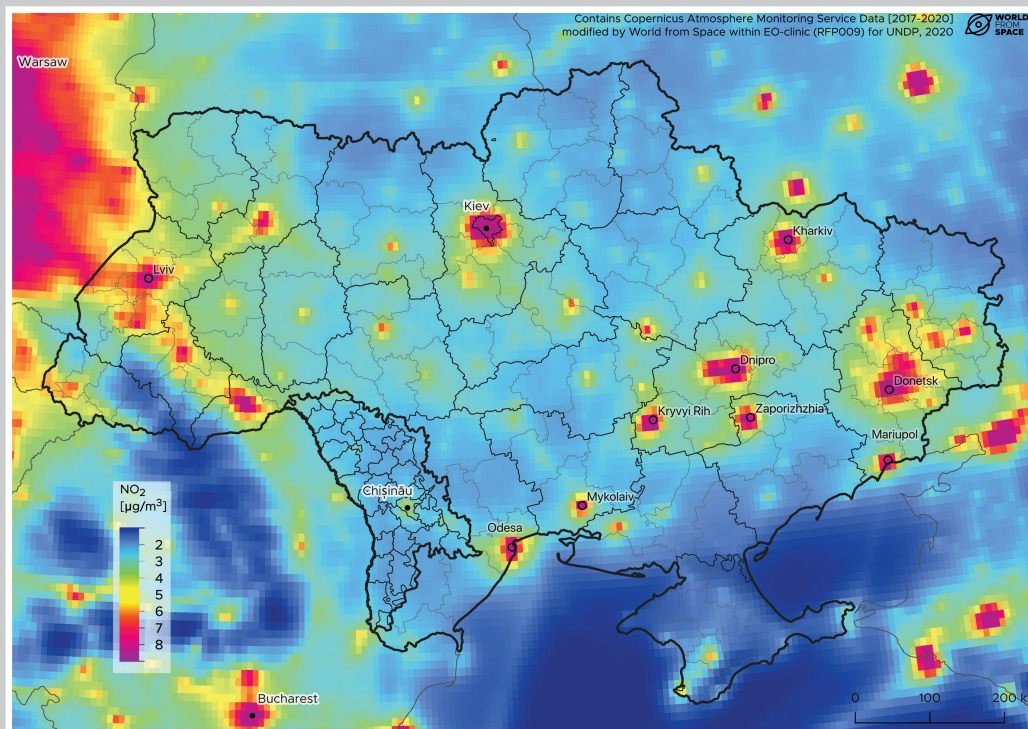 Contains Copernicus Atmosphere Monitoring Service Data [2017-2020]
modified by World from Space within EO-clinic (RFP009) for UNDP, 2020
WORLD
FROM
SPACE
Warsaw
Kiev
Kharkiv
Lviv
Dnipro
Donetsk
Kryvyi Rih
Zaporizhzhia
Mariupol
Chișinău
Mykolaiv
Odesa
NO₂
[µg/m³]
2
3
4
5
6
7
8
Bucharest
0 100 200 k